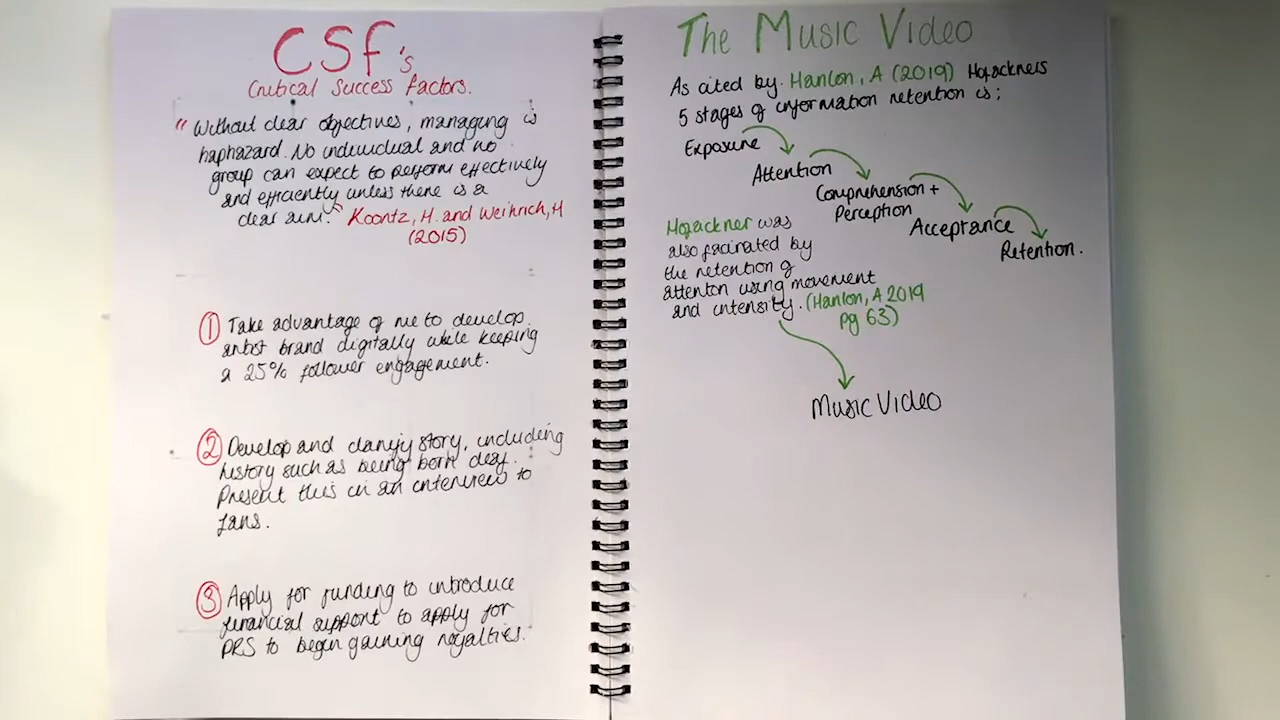 CSF's
Critical Success Factors.
"Without clear objectives, managing is
haphazard. No individual and no
group can expect to perform effectively
and efficiently unless there is a
clear aim." Koontz, H. and Weihrich, H
(2015)
① Take advantage of me to develop
artist brand digitally while keeping
a 25% follower engagement.
② Develop and clarify story, including
history such as being born deaf.
Present this in an interview to
fans.
③ Apply for funding to introduce
financial support to apply for
PRS to begin gaining royalties.
The Music Video
As cited by Hanlon, A (2019) Hofackners
5 stages of information retention is;
Exposure
Attention
Comprehension +
Perception
Acceptance
Retention.
Hofackner was
also facinated by
the retention of
attenton using movement
and intensity. (Hanlon, A 2019
pg 63)
Music Video